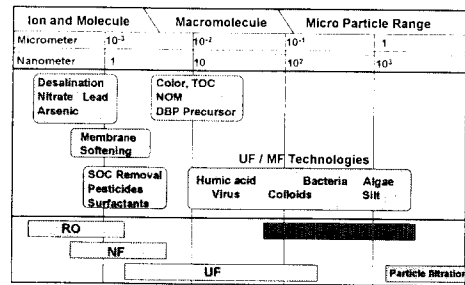 Ion and Molecule Macromolecule Micro Particle Range
Micrometer 10⁻³ 10⁻² 10⁻¹ 1
Nanometer 1 10 10² 10³
Desalination
Nitrate Lead
Arsenic
Color, TOC
NOM
DBP Precursor
Membrane
Softening
UF / MF Technologies
SOC Removal
Pesticides
Surfactants
Humic acid Bacteria Algae
Virus Colloids Silt
RO
NF
UF
Particle filtration